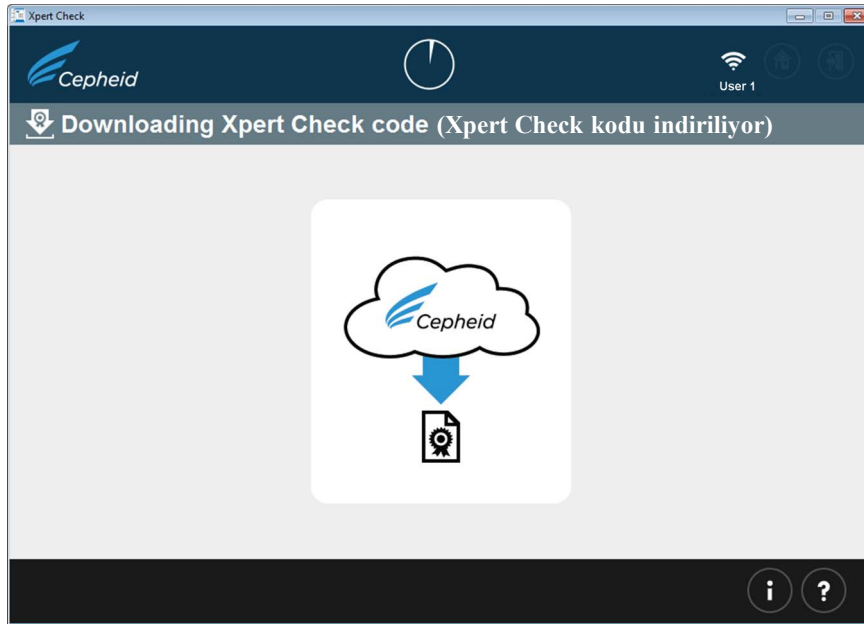 Xpert Check
Cepheid
User 1
Downloading Xpert Check code (Xpert Check kodu indiriliyor)
Cepheid
i ?